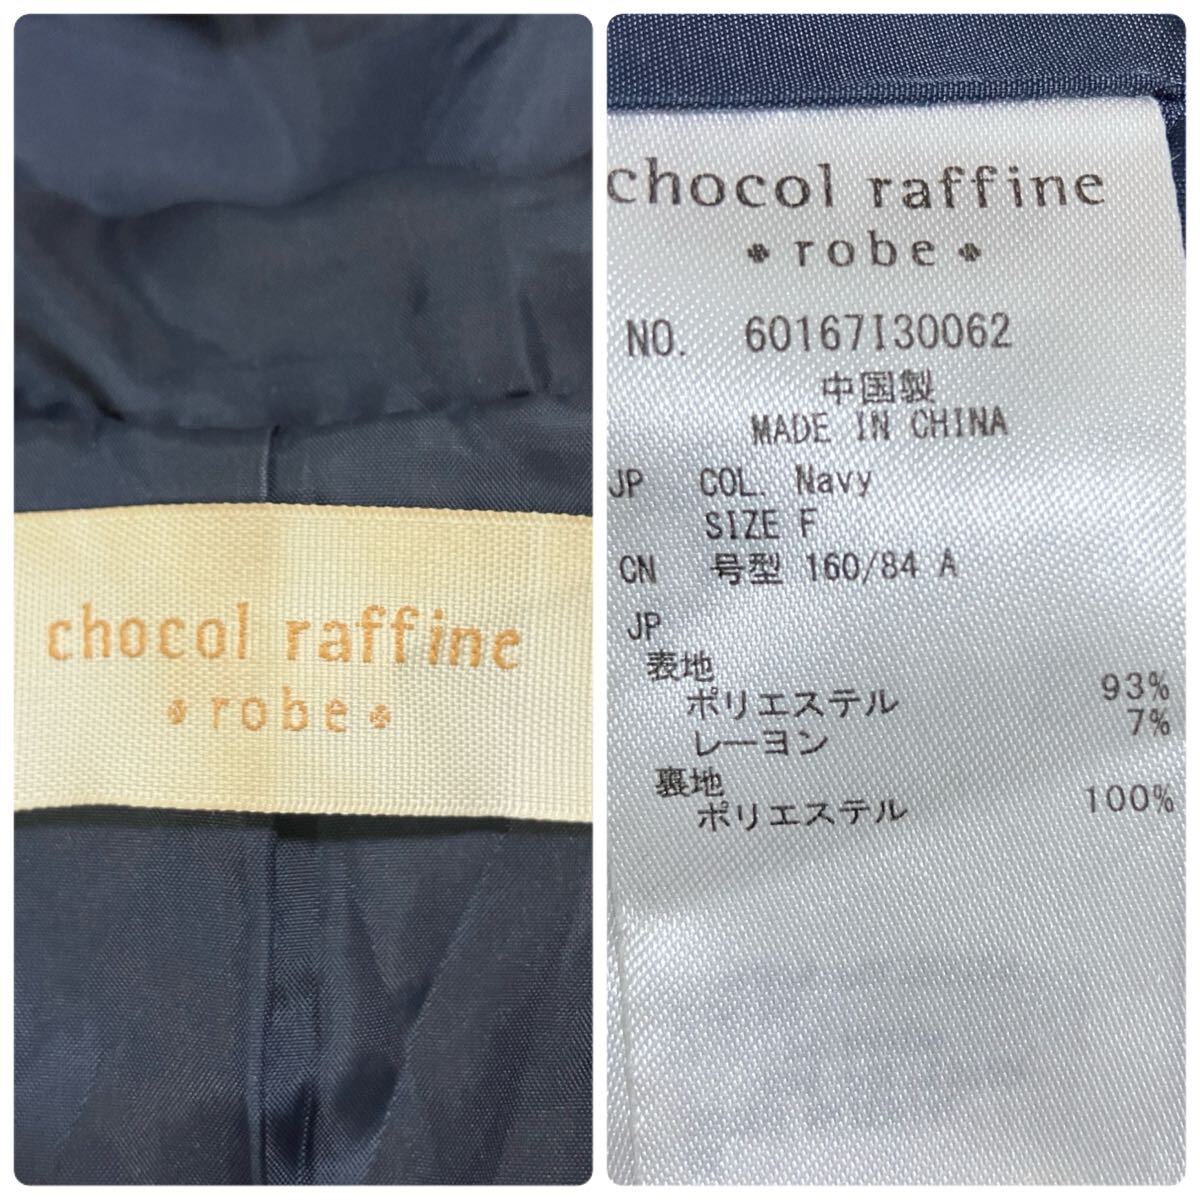 chocol raffine
robe
chocol raffine
robe
NO. 60167I30062
中国製
MADE IN CHINA
JP COL. Navy
SIZE F
CN 号型 160/84 A
JP
表地
ポリエステル 93%
レーヨン 7%
裏地
ポリエステル 100%